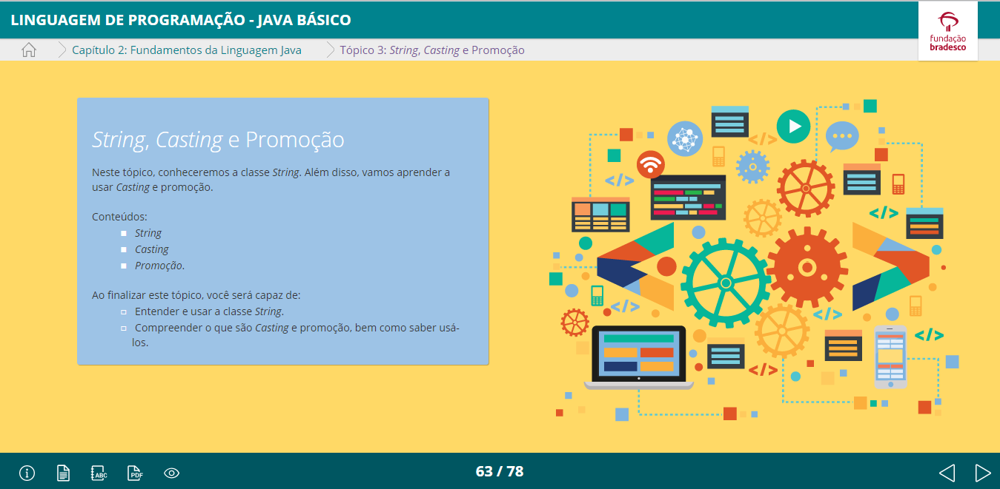 LINGUAGEM DE PROGRAMAÇÃO - JAVA BÁSICO
fundação
bradesco
Capítulo 2: Fundamentos da Linguagem Java
Tópico 3: String, Casting e Promoção
String, Casting e Promoção
Neste tópico, conheceremos a classe String. Além disso, vamos aprender a
usar Casting e promoção.
Conteúdos:
String
Casting
Promoção.
Ao finalizar este tópico, você será capaz de:
Entender e usar a classe String.
Compreender o que são Casting e promoção, bem como saber usá-
los.
</>
</>
</>
</>
</>
</>
</>
ABC
PDF
63 / 78